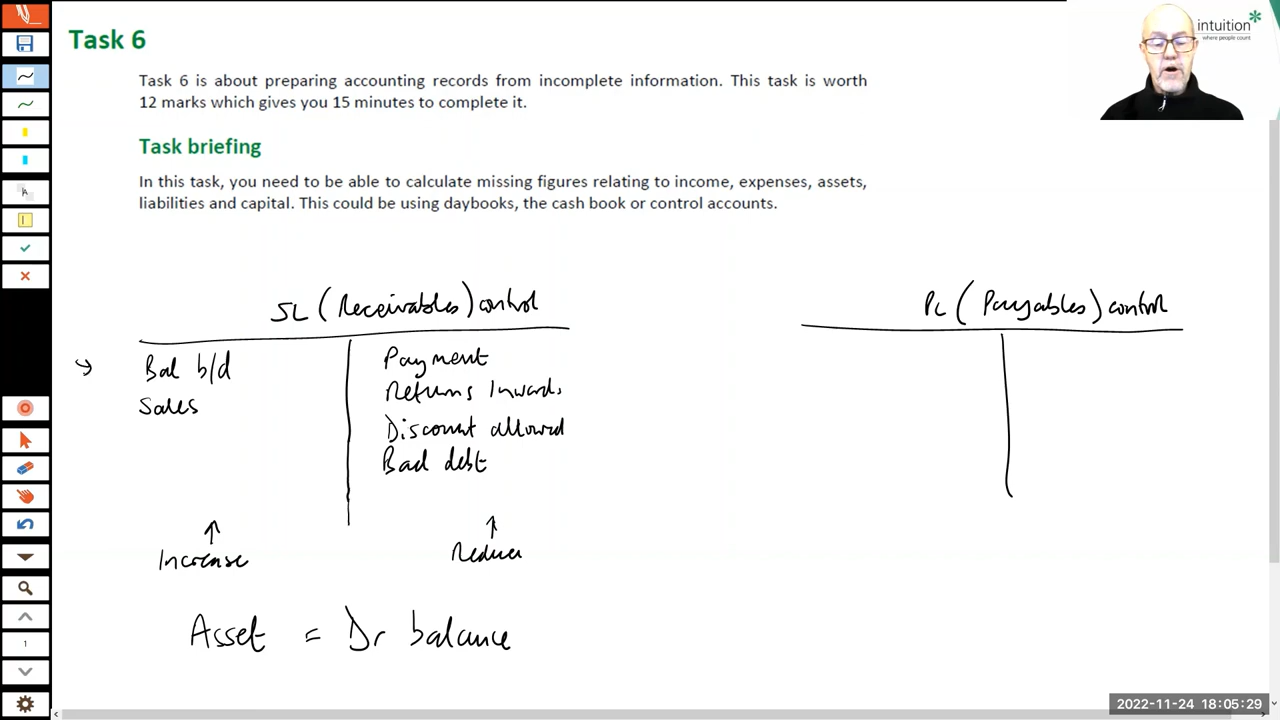 intuition
where people count
Task 6
Task 6 is about preparing accounting records from incomplete information. This task is worth
12 marks which gives you 15 minutes to complete it.
Task briefing
In this task, you need to be able to calculate missing figures relating to income, expenses, assets,
liabilities and capital. This could be using daybooks, the cash book or control accounts.
SL (Receivables) control
Bal b/d
Sales
Payment
Returns Inwards
Discount allowed
Bad debt
↑
Increase
↑
Reduce
Asset = Dr balance
PL (Payables) control
1
2022-11-24 18:05:29